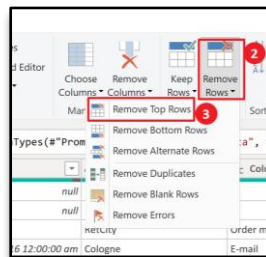 d Editor
2
Choose Columns
Remove Columns
Keep Rows
Remove Rows
Sort
Remove Top Rows
3
Types(#"Prom
Remove Bottom Rows
Remove Alternate Rows
Remove Duplicates
null
Remove Blank Rows
null
Remove Errors
RetCity
Order m
16 12:00:00 am
Cologne
E-mail